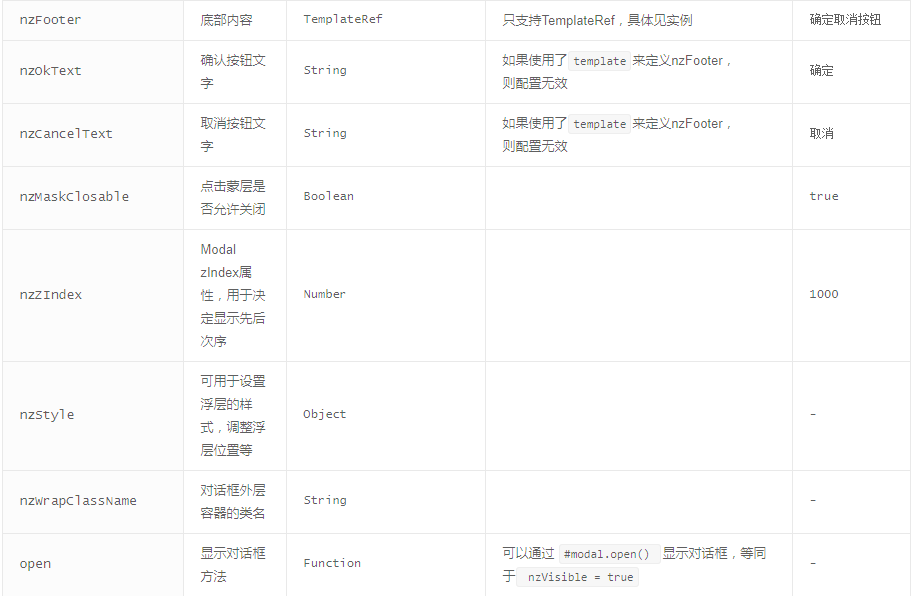 nzFooter 底部内容 TemplateRef 只支持TemplateRef，具体见实例 确定取消按钮
nzOkText 确认按钮文字 String 如果使用了 template 来定义nzFooter，则配置无效 确定
nzCancelText 取消按钮文字 String 如果使用了 template 来定义nzFooter，则配置无效 取消
nzMaskClosable 点击蒙层是否允许关闭 Boolean true
nzZIndex Modal zIndex属性，用于决定显示先后次序 Number 1000
nzStyle 可用于设置浮层的样式，调整浮层位置等 Object -
nzWrapClassName 对话框外层容器的类名 String -
open 显示对话框方法 Function 可以通过 #modal.open() 显示对话框，等同于 nzVisible = true -